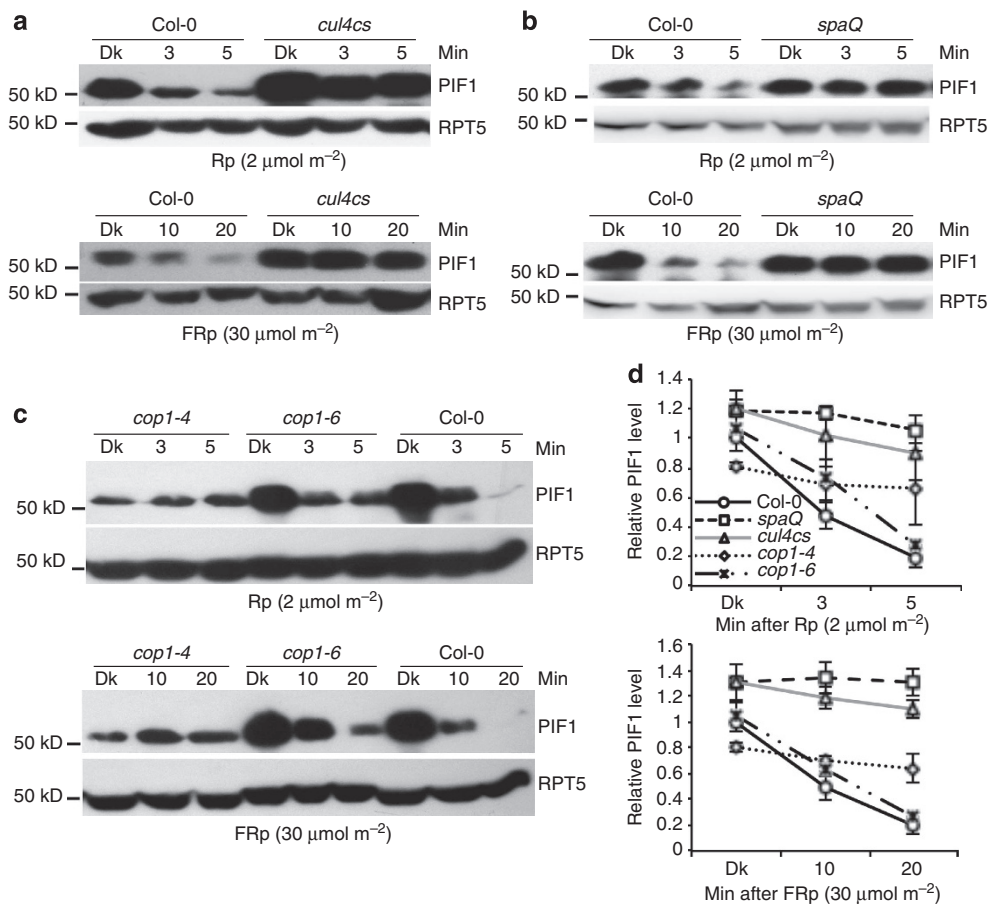 a
Col-0 cul4cs
Dk 3 5 Dk 3 5 Min
50 kD PIF1
50 kD RPT5
Rp (2 μmol m⁻²)
Col-0 cul4cs
Dk 10 20 Dk 10 20 Min
50 kD PIF1
50 kD RPT5
FRp (30 μmol m⁻²)
b
Col-0 spaQ
Dk 3 5 Dk 3 5 Min
50 kD PIF1
50 kD RPT5
Rp (2 μmol m⁻²)
Col-0 spaQ
Dk 10 20 Dk 10 20 Min
50 kD PIF1
50 kD RPT5
FRp (30 μmol m⁻²)
c
cop1-4 cop1-6 Col-0
Dk 3 5 Dk 3 5 Dk 3 5 Min
50 kD PIF1
50 kD RPT5
Rp (2 μmol m⁻²)
cop1-4 cop1-6 Col-0
Dk 10 20 Dk 10 20 Dk 10 20 Min
50 kD PIF1
50 kD RPT5
FRp (30 μmol m⁻²)
d
Relative PIF1 level
1.4
1.2
1
0.8
0.6
0.4
0.2
0
Col-0
spaQ
cul4cs
cop1-4
cop1-6
Dk 3 5
Min after Rp (2 μmol m⁻²)
Relative PIF1 level
1.6
1.4
1.2
1
0.8
0.6
0.4
0.2
0
Dk 10 20
Min after FRp (30 μmol m⁻²)